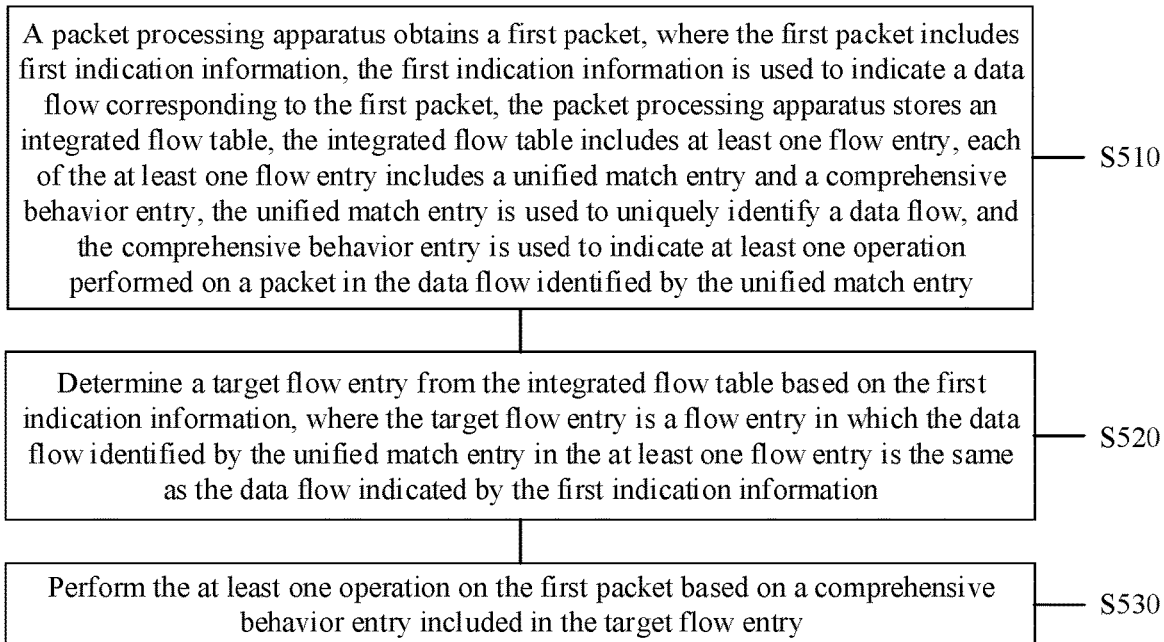 A packet processing apparatus obtains a first packet, where the first packet includes
first indication information, the first indication information is used to indicate a data
flow corresponding to the first packet, the packet processing apparatus stores an
integrated flow table, the integrated flow table includes at least one flow entry, each
of the at least one flow entry includes a unified match entry and a comprehensive
behavior entry, the unified match entry is used to uniquely identify a data flow, and
the comprehensive behavior entry is used to indicate at least one operation
performed on a packet in the data flow identified by the unified match entry
S510
Determine a target flow entry from the integrated flow table based on the first
indication information, where the target flow entry is a flow entry in which the data
flow identified by the unified match entry in the at least one flow entry is the same
as the data flow indicated by the first indication information
S520
Perform the at least one operation on the first packet based on a comprehensive
behavior entry included in the target flow entry
S530